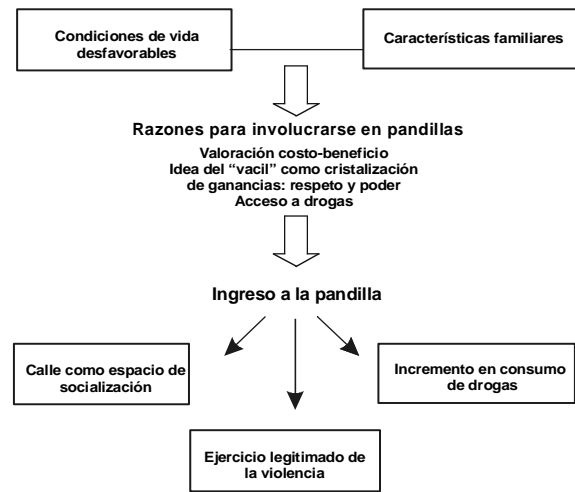 Condiciones de vida
desfavorables
Características familiares
Razones para involucrarse en pandillas
Valoración costo-beneficio
Idea del “vacil” como cristalización
de ganancias: respeto y poder
Acceso a drogas
Ingreso a la pandilla
Calle como espacio de
socialización
Incremento en consumo
de drogas
Ejercicio legitimado de
la violencia